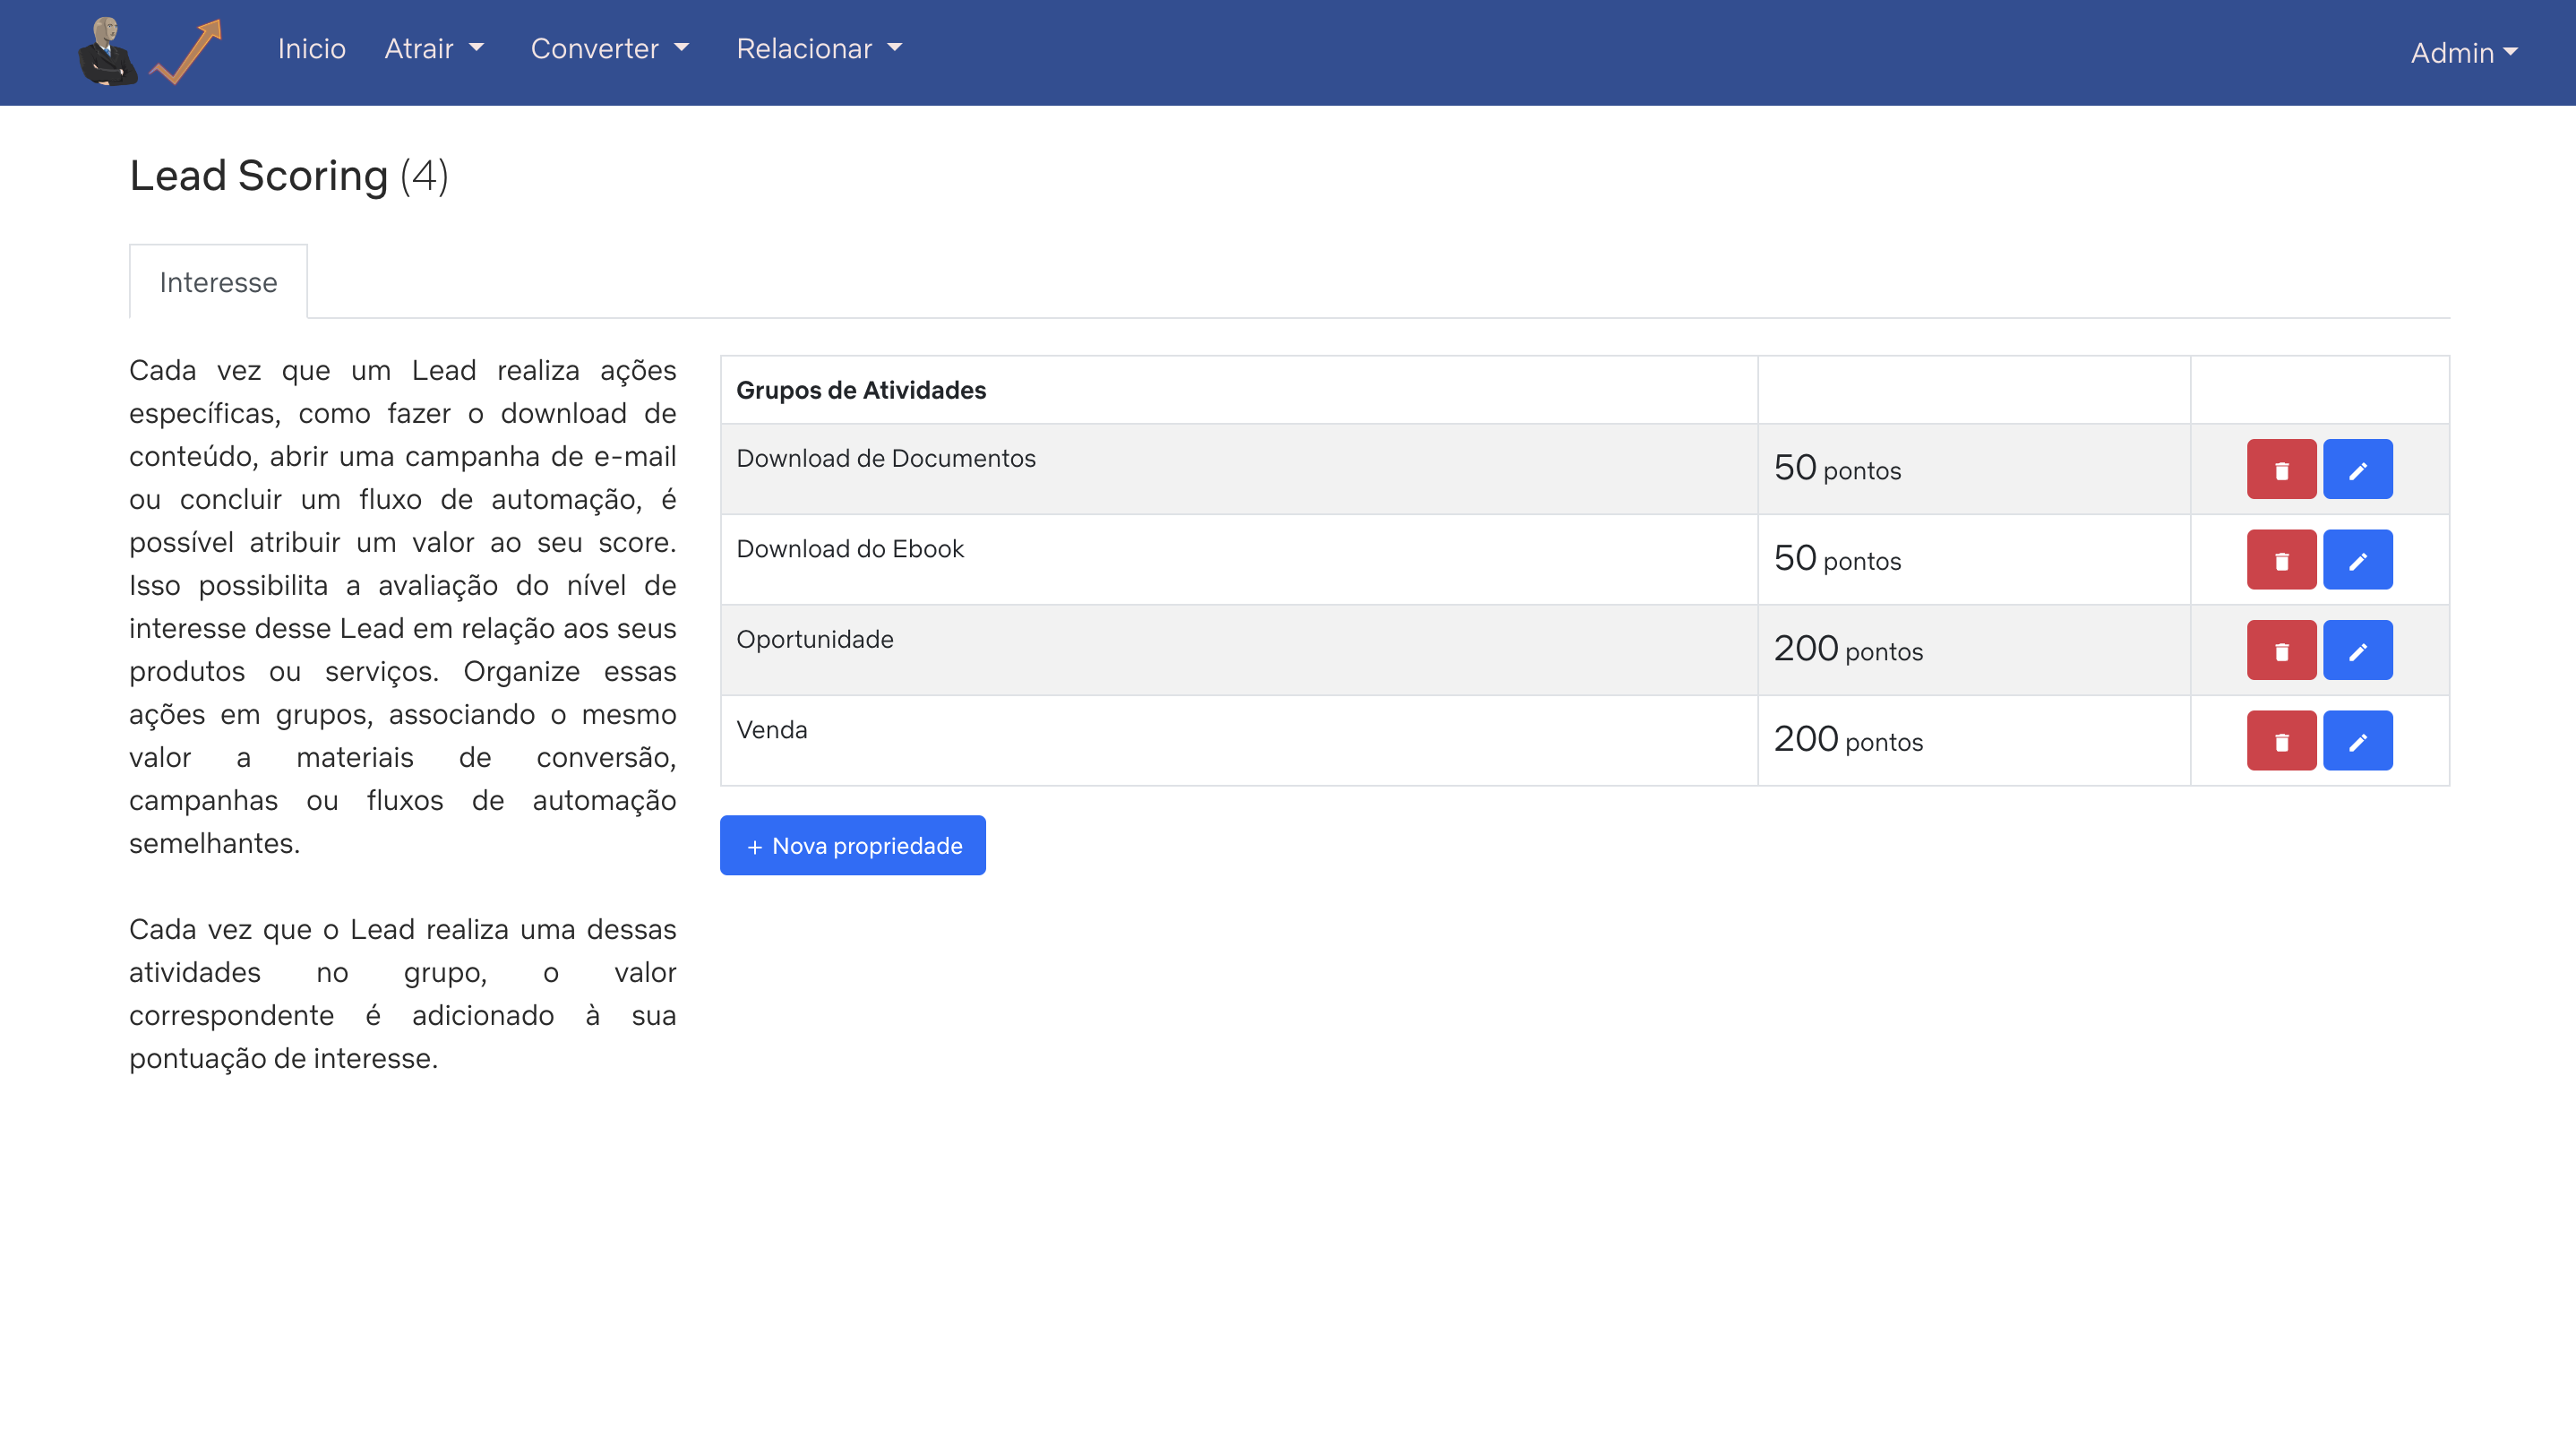 Inicio Atrair Converter Relacionar Admin
Lead Scoring (4)
Interesse
Cada vez que um Lead realiza ações
específicas, como fazer o download de
conteúdo, abrir uma campanha de e-mail
ou concluir um fluxo de automação, é
possível atribuir um valor ao seu score.
Isso possibilita a avaliação do nível de
interesse desse Lead em relação aos seus
produtos ou serviços. Organize essas
ações em grupos, associando o mesmo
valor a materiais de conversão,
campanhas ou fluxos de automação
semelhantes.
Cada vez que o Lead realiza uma dessas
atividades no grupo, o valor
correspondente é adicionado à sua
pontuação de interesse.
Grupos de Atividades
Download de Documentos 50 pontos
Download do Ebook 50 pontos
Oportunidade 200 pontos
Venda 200 pontos
+ Nova propriedade